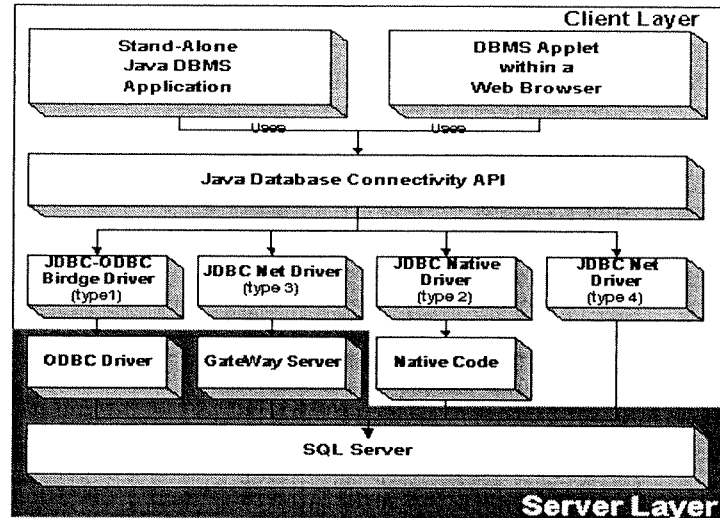 Client Layer
Stand-Alone
Java DBMS
Application
DBMS Applet
within a
Web Browser
Uses
Uses
Java Database Connectivity API
JDBC-ODBC
Birdge Driver
(type1)
JDBC Net Driver
(type 3)
JDBC Native
Driver
(type 2)
JDBC Net
Driver
(type 4)
ODBC Driver
GateWay Server
Native Code
SQL Server
Server Layer